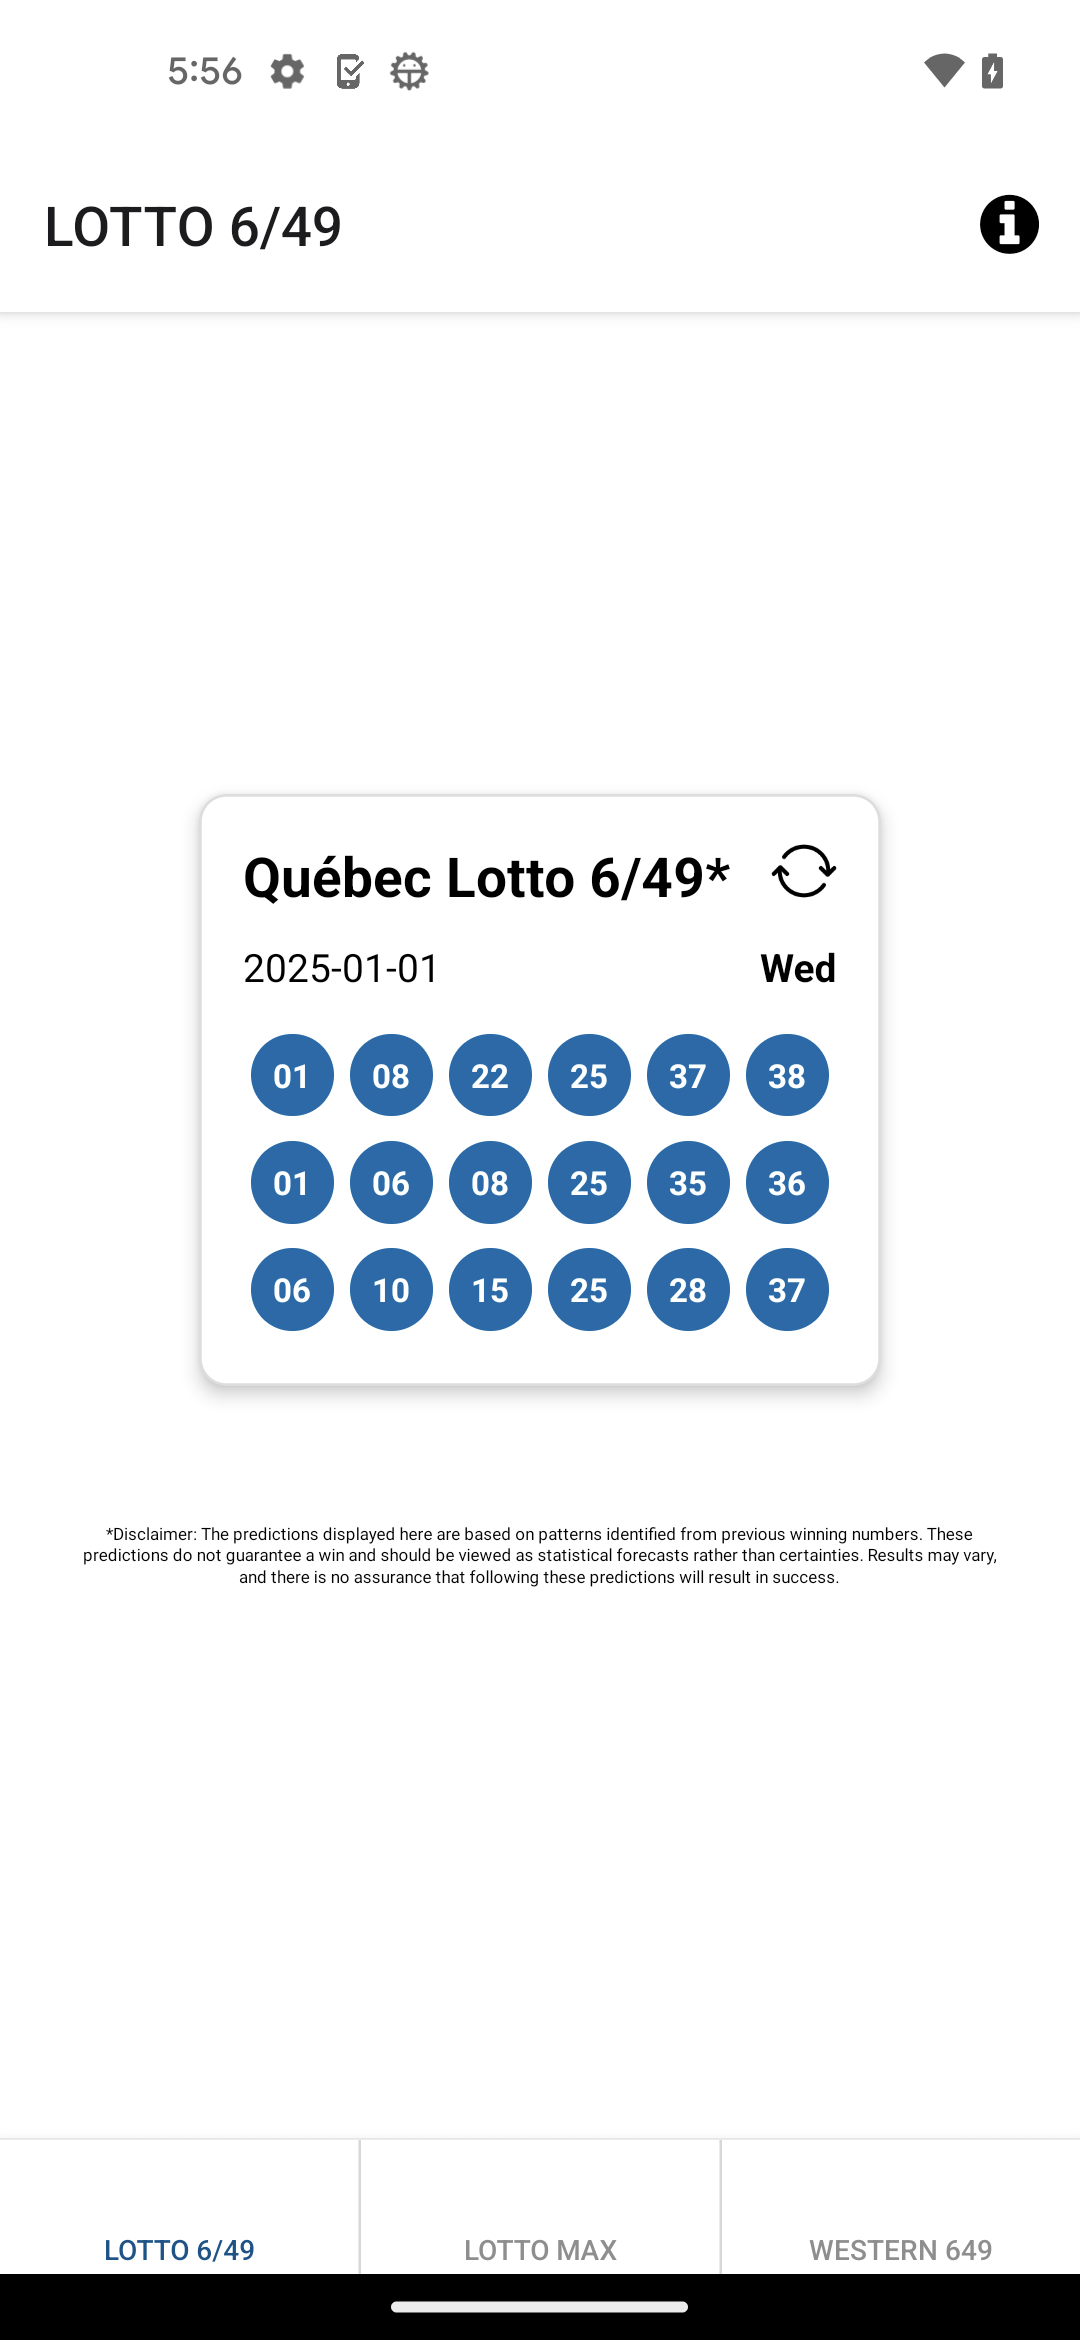 5:56
LOTTO 6/49
Québec Lotto 6/49*
2025-01-01 Wed
01 08 22 25 37 38
01 06 08 25 35 36
06 10 15 25 28 37
*Disclaimer: The predictions displayed here are based on patterns identified from previous winning numbers. These
predictions do not guarantee a win and should be viewed as statistical forecasts rather than certainties. Results may vary,
and there is no assurance that following these predictions will result in success.
LOTTO 6/49 LOTTO MAX WESTERN 649